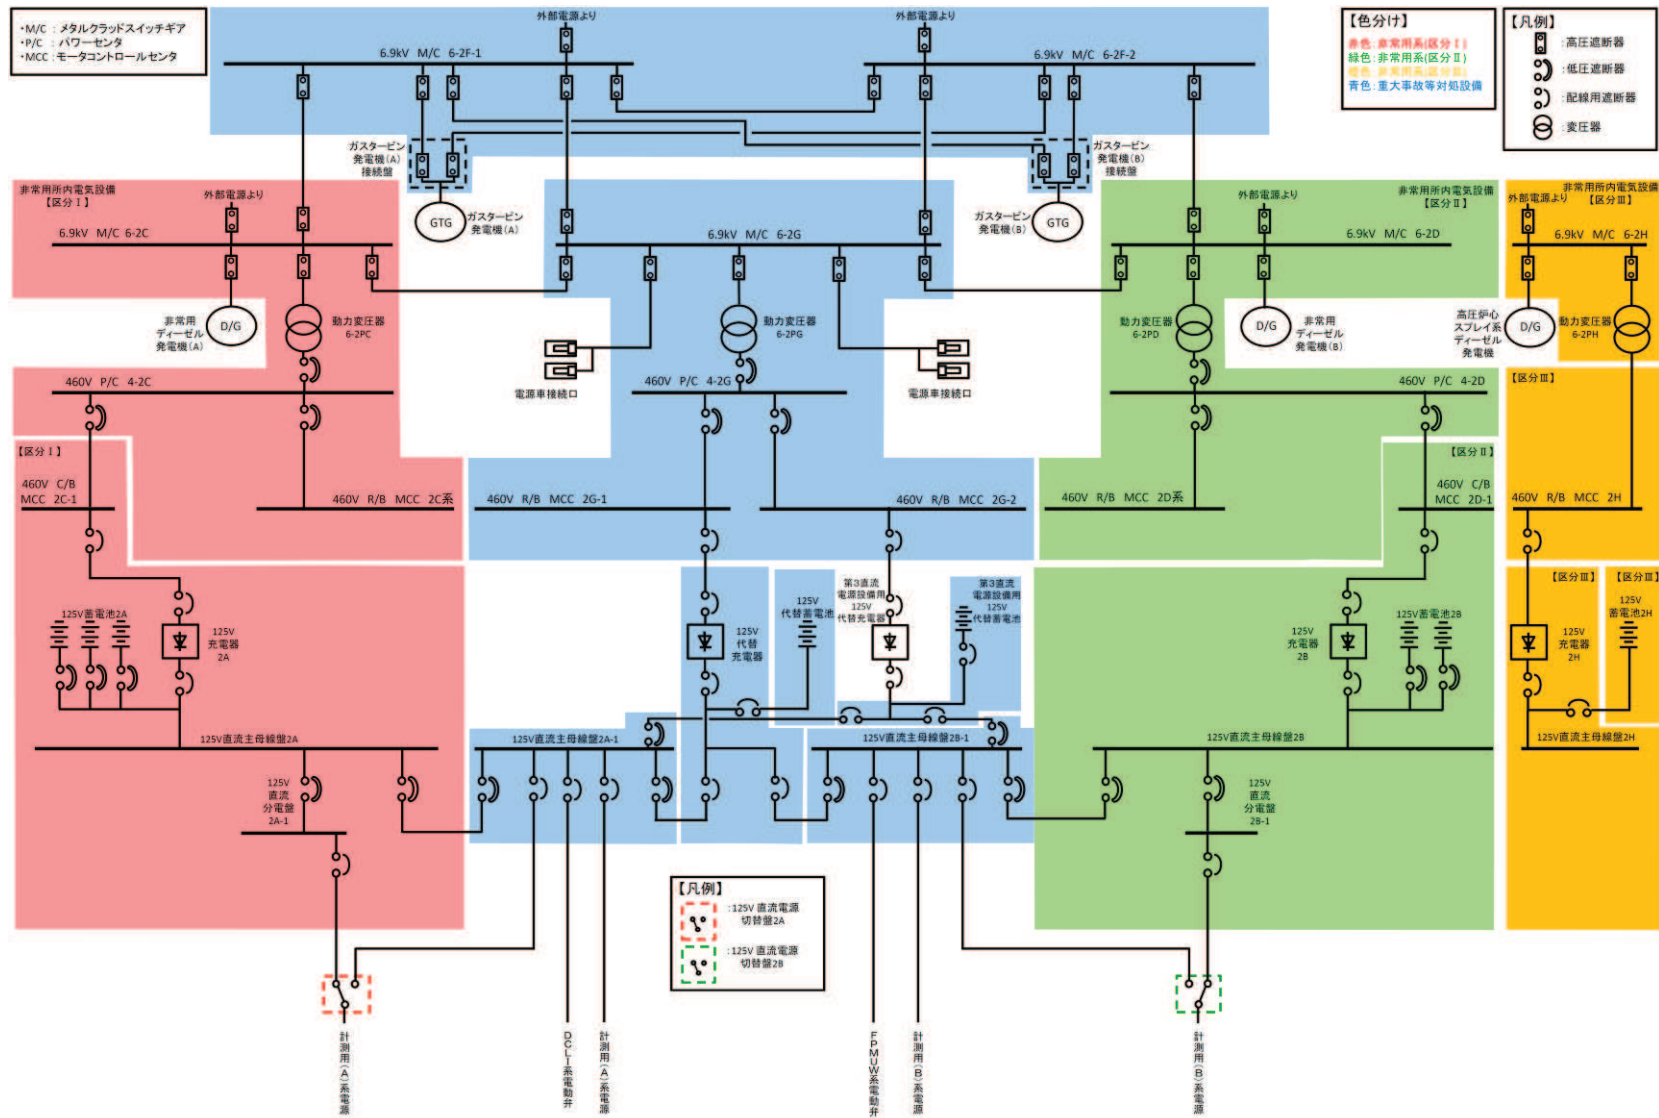 ・M/C : メタルクラッドスイッチギア
・P/C : パワーセンタ
・MCC : モータコントロールセンタ
外部電源より
外部電源より
6.9kV M/C 6-2F-1
6.9kV M/C 6-2F-2
【色分け】
赤色:非常用系(区分Ⅰ)
緑色:非常用系(区分Ⅱ)
橙色:非常用系(区分Ⅲ)
青色:重大事故等対処設備
【凡例】
:高圧遮断器
:低圧遮断器
:配線用遮断器
:変圧器
ガスタービン
発電機(A)
接続盤
ガスタービン
発電機(B)
接続盤
GTG
ガスタービン
発電機(A)
ガスタービン
発電機(B)
GTG
非常用所内電気設備
【区分Ⅰ】
外部電源より
6.9kV M/C 6-2C
6.9kV M/C 6-2G
外部電源より
非常用所内電気設備
【区分Ⅱ】
6.9kV M/C 6-2D
非常用所内電気設備
【区分Ⅲ】
外部電源より
6.9kV M/C 6-2H
非常用
ディーゼル
発電機(A)
D/G
動力変圧器
6-2PC
動力変圧器
6-2PG
動力変圧器
6-2PD
D/G
非常用
ディーゼル
発電機(B)
高圧炉心
スプレイ系
ディーゼル
発電機
D/G
動力変圧器
6-2PH
電源車接続口
電源車接続口
460V P/C 4-2C
460V P/C 4-2G
460V P/C 4-2D
【区分Ⅲ】
【区分Ⅰ】
460V C/B
MCC 2C-1
460V R/B MCC 2C系
460V R/B MCC 2G-1
460V R/B MCC 2G-2
460V R/B MCC 2D系
【区分Ⅱ】
460V C/B
MCC 2D-1
460V R/B MCC 2H
125V蓄電池2A
125V
充電器
2A
125V
代替
充電器
125V
代替蓄電池
第3直流
電源設備用
125V
代替充電器
第3直流
電源設備用
125V
代替蓄電池
125V
充電器
2B
125V蓄電池2B
【区分Ⅲ】
125V
充電器
2H
【区分Ⅲ】
125V
蓄電池2H
125V直流主母線盤2A
125V直流主母線盤2A-1
125V直流主母線盤2B-1
125V直流主母線盤2B
125V直流主母線盤2H
125V
直流
分電盤
2A-1
125V
直流
分電盤
2B-1
【凡例】
:125V 直流電源
切替盤2A
:125V 直流電源
切替盤2B
計測用(A)系電源
DCLI系電動弁
計測用(A)系電源
FPMUW系電動弁
計測用(B)系電源
計測用(B)系電源